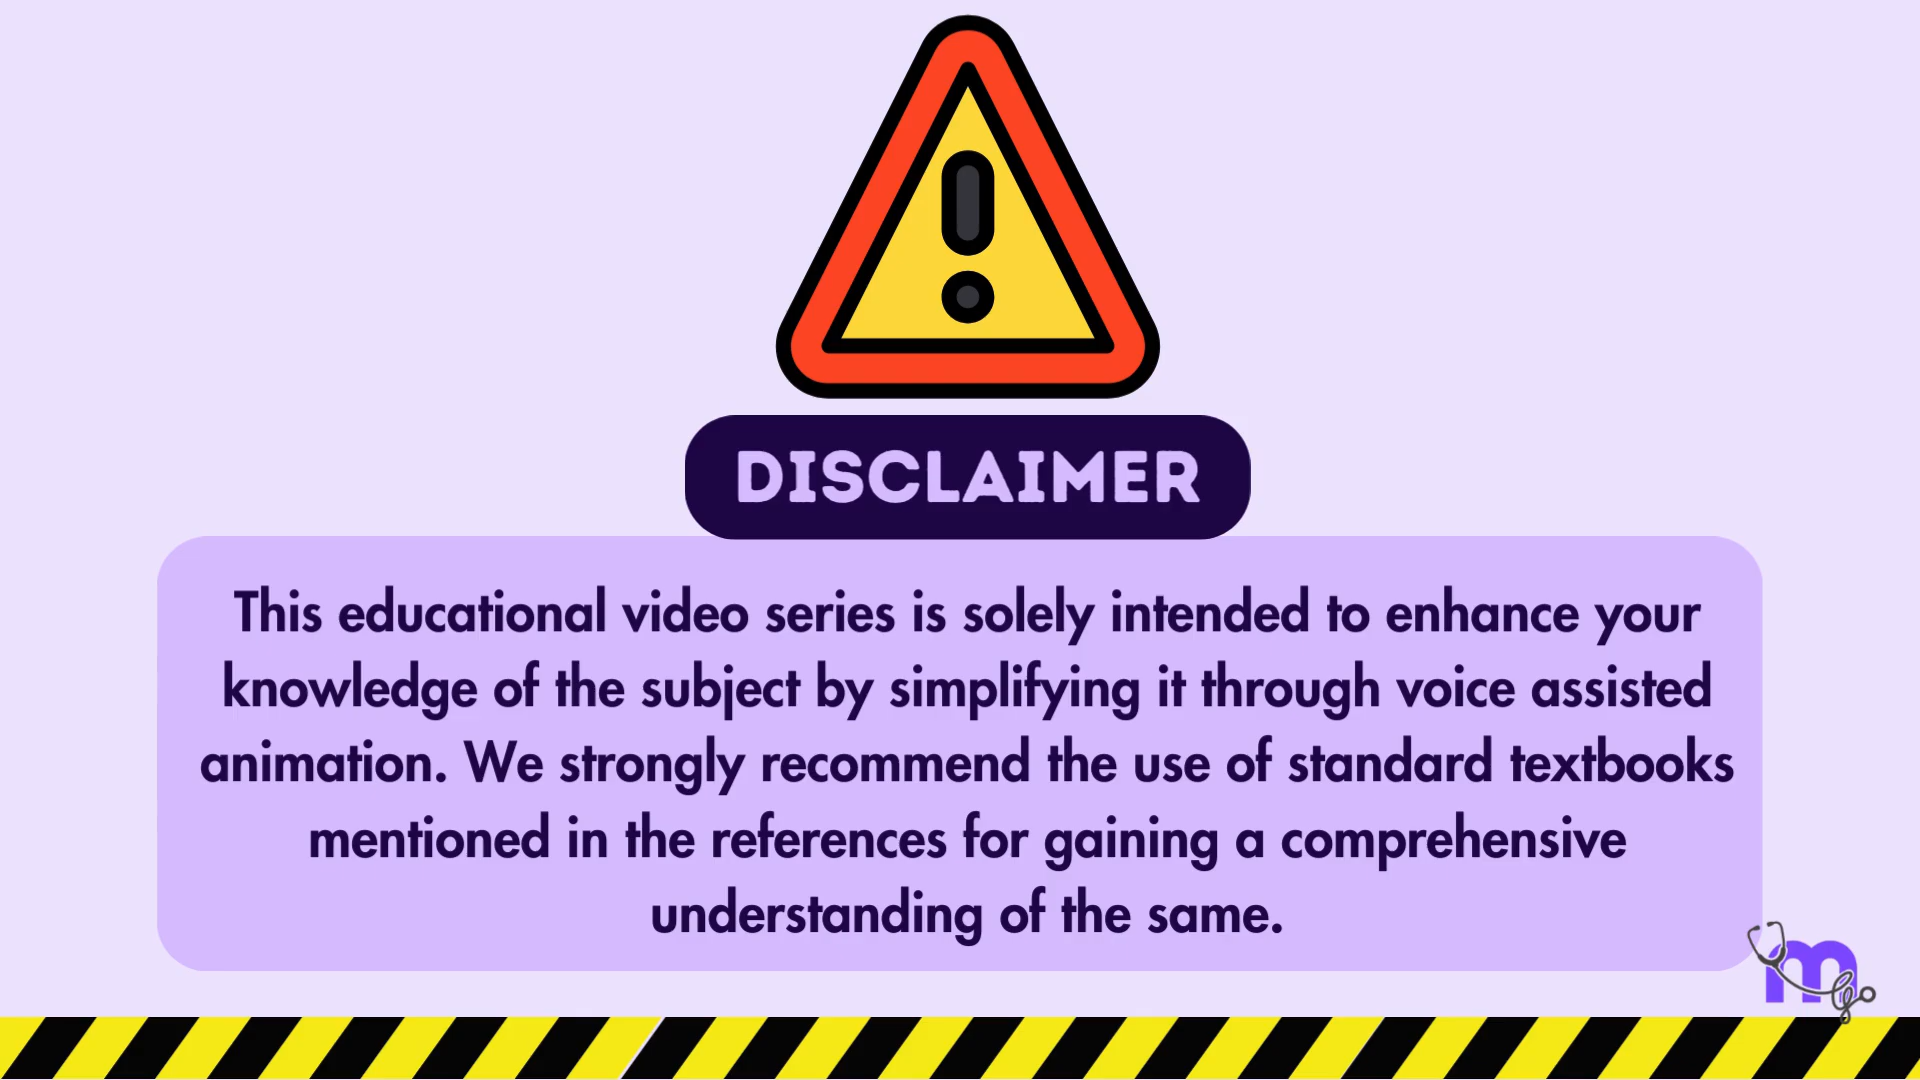 DISCLAIMER
This educational video series is solely intended to enhance your
knowledge of the subject by simplifying it through voice assisted
animation. We strongly recommend the use of standard textbooks
mentioned in the references for gaining a comprehensive
understanding of the same.
m
go